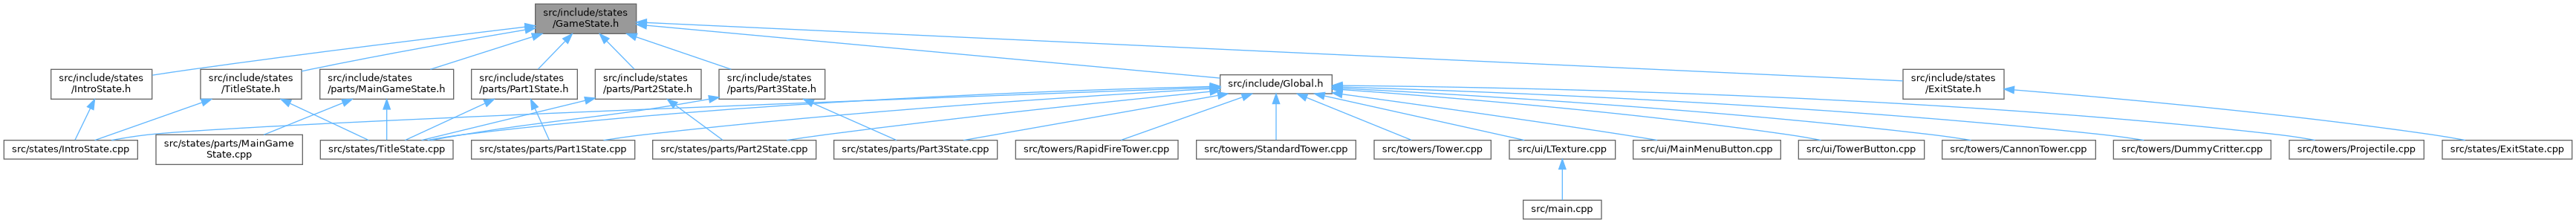 src/include/states
/GameState.h
src/include/states
/IntroState.h
src/include/states
/TitleState.h
src/include/states
/parts/MainGameState.h
src/include/states
/parts/Part1State.h
src/include/states
/parts/Part2State.h
src/include/states
/parts/Part3State.h
src/include/Global.h
src/include/states
/ExitState.h
src/states/IntroState.cpp
src/states/parts/MainGame
State.cpp
src/states/TitleState.cpp
src/states/parts/Part1State.cpp
src/states/parts/Part2State.cpp
src/states/parts/Part3State.cpp
src/towers/RapidFireTower.cpp
src/towers/StandardTower.cpp
src/towers/Tower.cpp
src/ui/LTexture.cpp
src/ui/MainMenuButton.cpp
src/ui/TowerButton.cpp
src/towers/CannonTower.cpp
src/towers/DummyCritter.cpp
src/towers/Projectile.cpp
src/states/ExitState.cpp
src/main.cpp